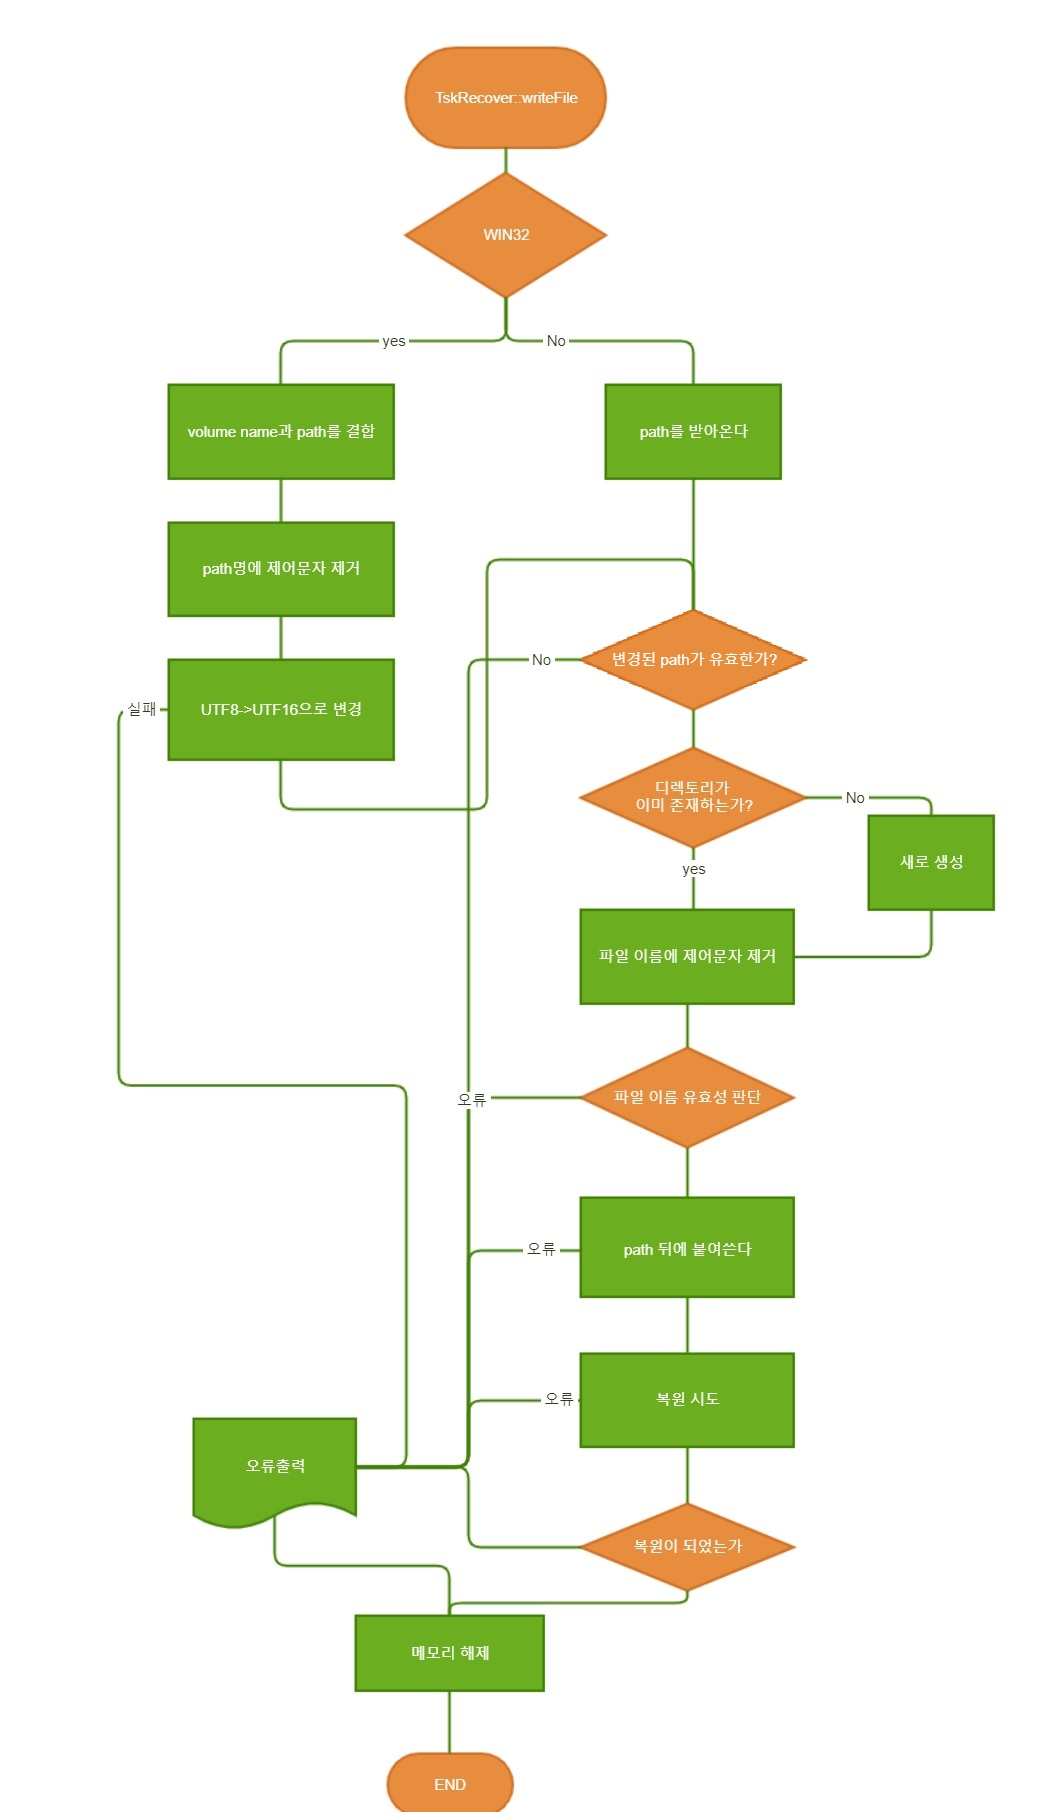 TskRecover::writeFile
WIN32
yes
No
volume name과 path를 결합
path를 받아온다
path명에 제어문자 제거
변경된 path가 유효한가?
No
UTF8->UTF16으로 변경
실패
디렉토리가
이미 존재하는가?
No
새로 생성
yes
파일 이름에 제어문자 제거
파일 이름 유효성 판단
오류
path 뒤에 붙여쓴다
오류
복원 시도
오류
오류출력
복원이 되었는가
메모리 해제
END